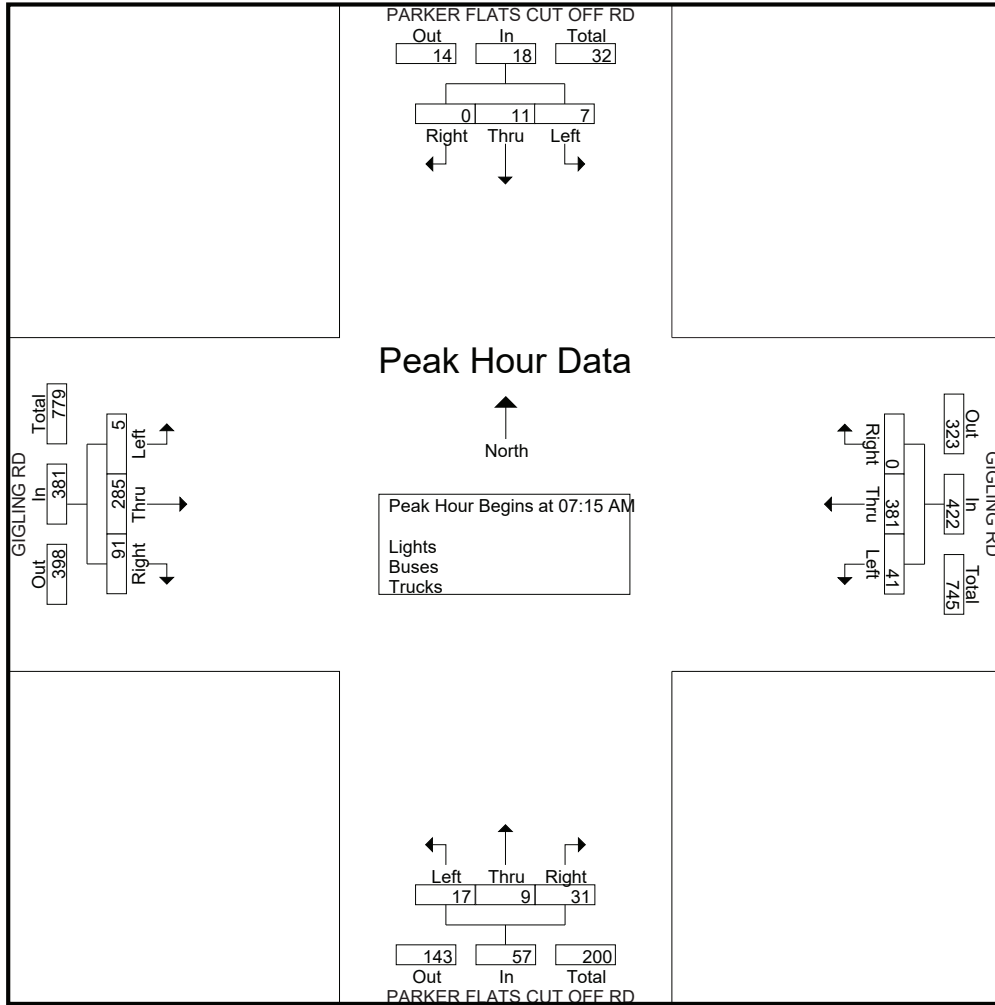 PARKER FLATS CUT OFF RD
Out In Total
14 18 32
0 11 7
Right Thru Left
Peak Hour Data
North
Peak Hour Begins at 07:15 AM
Lights
Buses
Trucks
GIGLING RD
Out In Total
398 381 779
91 285 5
Right Thru Left
GIGLING RD
Out In Total
323 422 745
0 381 41
Right Thru Left
Left Thru Right
17 9 31
143 57 200
Out In Total
PARKER FLATS CUT OFF RD